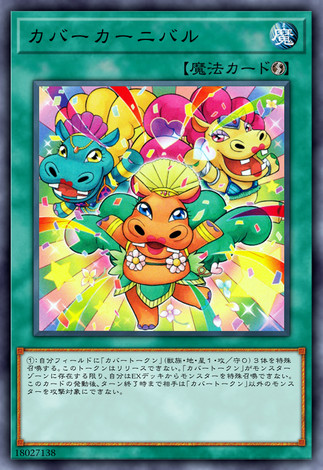 カバーカーニバル
魔
【魔法カード】
①:自分フィールドに「カバートークン」(獣族・地・星1・攻/守0)3体を特殊
召喚する。このトークンはリリースできない。「カバートークン」がモンスター
ゾーンに存在する限り、自分はEXデッキからモンスターを特殊召喚できない。
このカードの発動後、ターン終了時まで相手は「カバートークン」以外のモンス
ターを攻撃対象にできない。
18027138